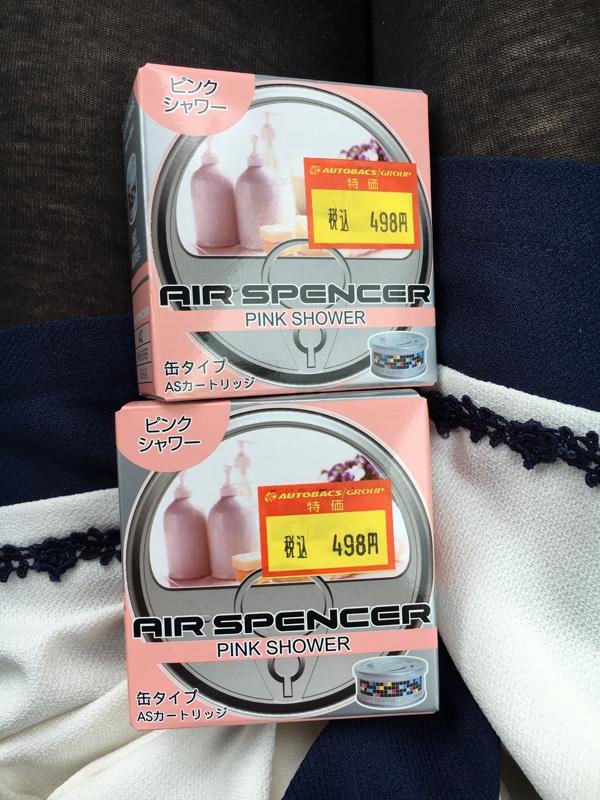 ピンク
シャワー
AUTOBACS/GROUP
特価
税込 498円
AIR SPENCER
PINK SHOWER
缶タイプ
ASカートリッジ
ピンク
シャワー
AUTOBACS/GROUP
特価
税込 498円
AIR SPENCER
PINK SHOWER
缶タイプ
ASカートリッジ